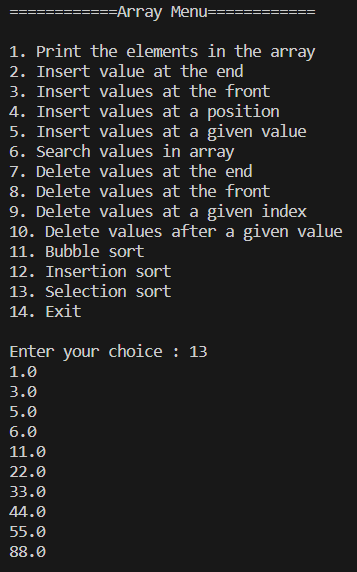 ============Array Menu============
1. Print the elements in the array
2. Insert value at the end
3. Insert values at the front
4. Insert values at a position
5. Insert values at a given value
6. Search values in array
7. Delete values at the end
8. Delete values at the front
9. Delete values at a given index
10. Delete values after a given value
11. Bubble sort
12. Insertion sort
13. Selection sort
14. Exit
Enter your choice : 13
1.0
3.0
5.0
6.0
11.0
22.0
33.0
44.0
55.0
88.0